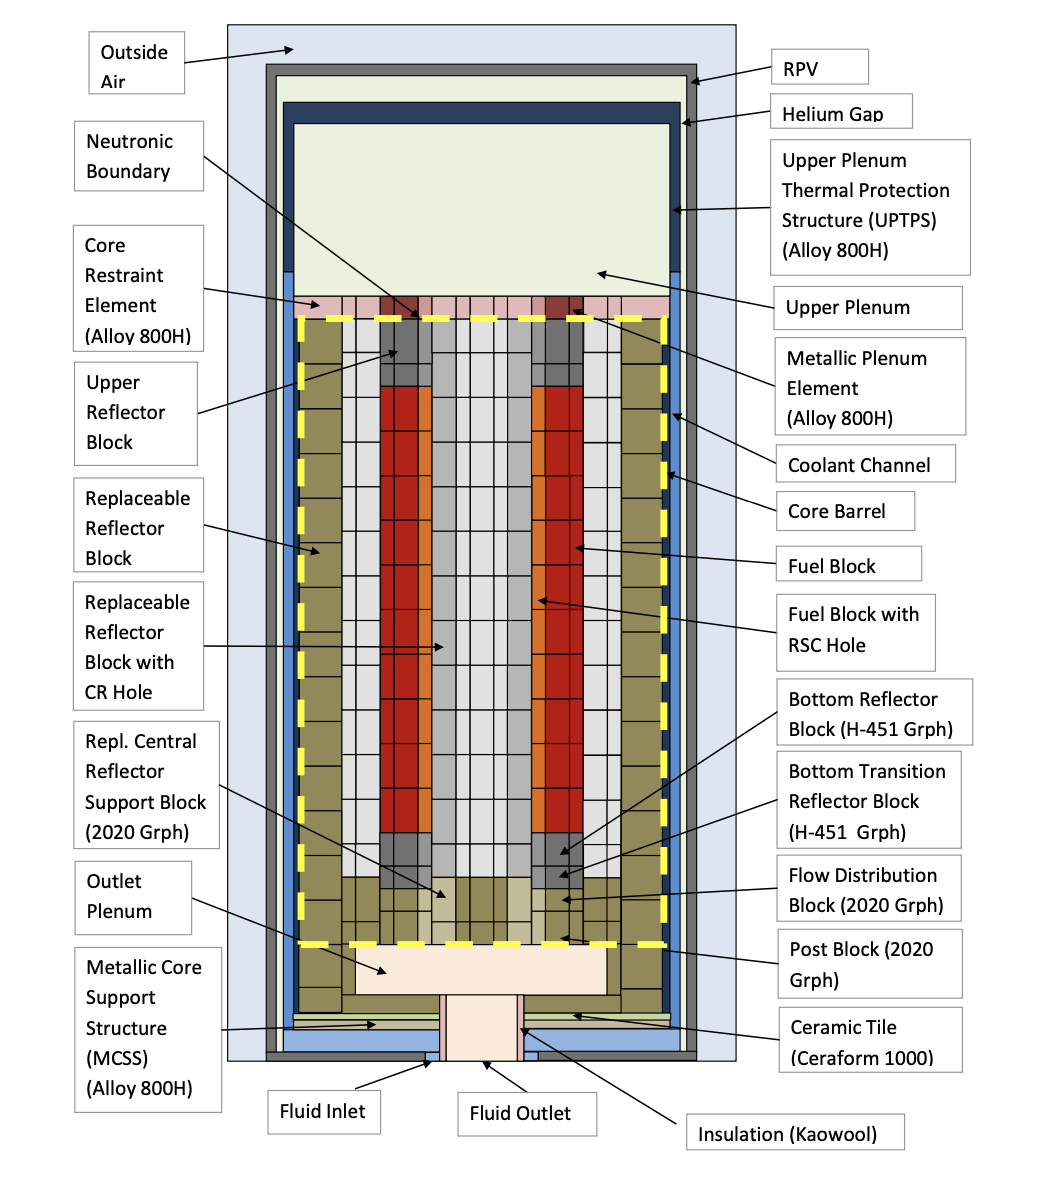 Outside
Air
Neutronic
Boundary
Core
Restraint
Element
(Alloy 800H)
Upper
Reflector
Block
Replaceable
Reflector
Block
Replaceable
Reflector
Block with
CR Hole
Repl. Central
Reflector
Support Block
(2020 Grph)
Outlet
Plenum
Metallic Core
Support
Structure
(MCSS)
(Alloy 800H)
Fluid Inlet
Fluid Outlet
Insulation (Kaowool)
RPV
Helium Gap
Upper Plenum
Thermal Protection
Structure (UPTPS)
(Alloy 800H)
Upper Plenum
Metallic Plenum
Element
(Alloy 800H)
Coolant Channel
Core Barrel
Fuel Block
Fuel Block with
RSC Hole
Bottom Reflector
Block (H-451 Grph)
Bottom Transition
Reflector Block
(H-451 Grph)
Flow Distribution
Block (2020 Grph)
Post Block (2020
Grph)
Ceramic Tile
(Ceraform 1000)